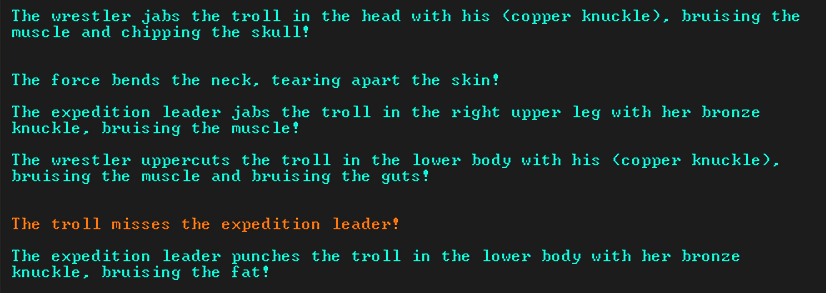 The wrestler jabs the troll in the head with his (copper knuckle), bruising the
muscle and chipping the skull!
The force bends the neck, tearing apart the skin!
The expedition leader jabs the troll in the right upper leg with her bronze
knuckle, bruising the muscle!
The wrestler uppercuts the troll in the lower body with his (copper knuckle),
bruising the muscle and bruising the guts!
The troll misses the expedition leader!
The expedition leader punches the troll in the lower body with her bronze
knuckle, bruising the fat!